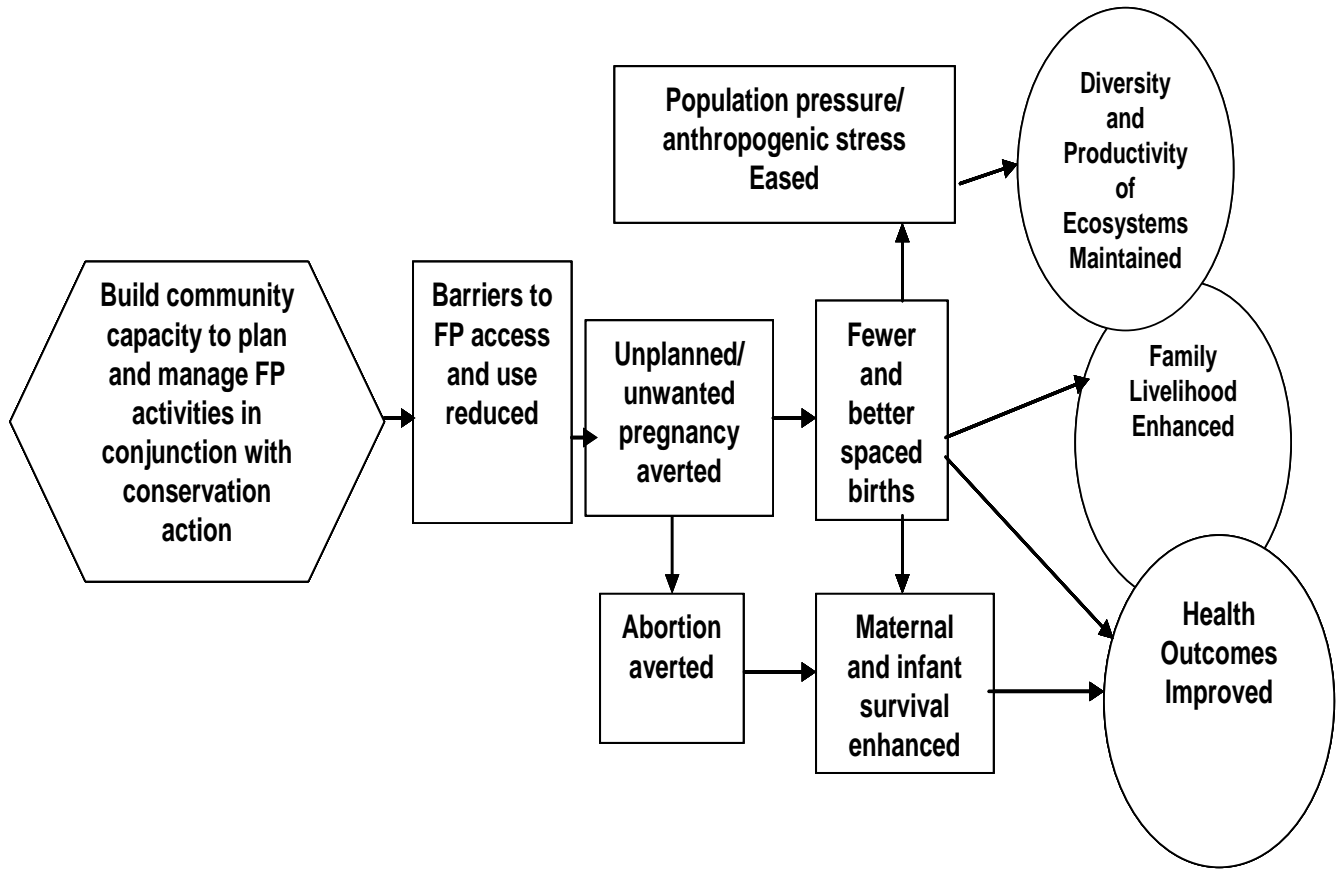 Build community
capacity to plan
and manage FP
activities in
conjunction with
conservation
action
Barriers to
FP access
and use
reduced
Unplanned/
unwanted
pregnancy
averted
Abortion
averted
Population pressure/
anthropogenic stress
Eased
Fewer
and
better
spaced
births
Maternal
and infant
survival
enhanced
Diversity
and
Productivity
of
Ecosystems
Maintained
Family
Livelihood
Enhanced
Health
Outcomes
Improved